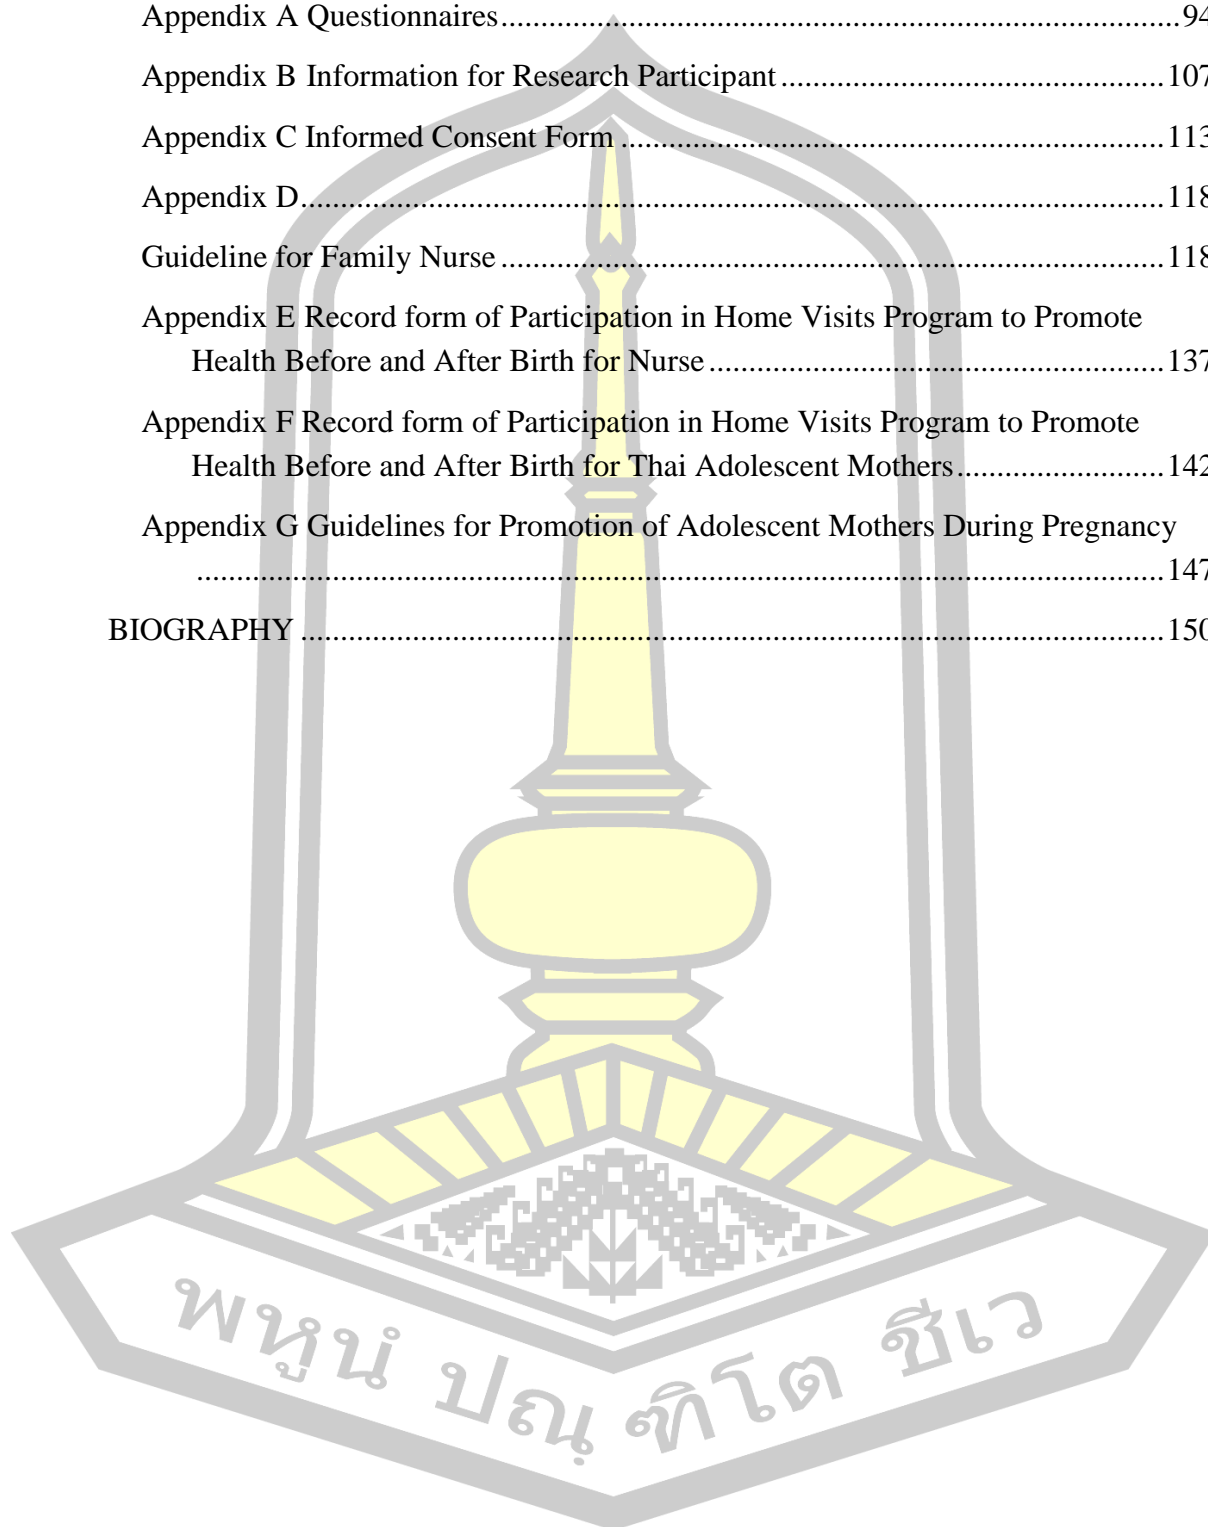 Appendix A Questionnaires.....................................................................................94
Appendix B Information for Research Participant ................................................107
Appendix C Informed Consent Form ....................................................................113
Appendix D............................................................................................................118
Guideline for Family Nurse ...................................................................................118
Appendix E Record form of Participation in Home Visits Program to Promote
Health Before and After Birth for Nurse .........................................................137
Appendix F Record form of Participation in Home Visits Program to Promote
Health Before and After Birth for Thai Adolescent Mothers..........................142
Appendix G Guidelines for Promotion of Adolescent Mothers During Pregnancy
.........................................................................................................................147
BIOGRAPHY ............................................................................................................150
พหูนํ ปณฺฑิโต ชีเว